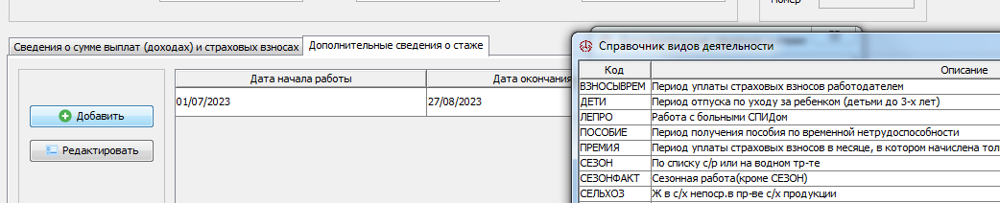 Номер
Сведения о сумме выплат (доходах) и страховых взносах
Дополнительные сведения о стаже
Добавить
Редактировать
Дата начала работы
Дата окончания
01/07/2023
27/08/2023
Справочник видов деятельности
Код
Описание
ВЗНОСЫВРЕМ
Период уплаты страховых взносов работодателем
ДЕТИ
Период отпуска по уходу за ребенком (детьми до 3-х лет)
ЛЕПРО
Работа с больными СПИДом
ПОСОБИЕ
Период получения пособия по временной нетрудоспособности
ПРЕМИЯ
Период уплаты страховых взносов в месяце, в котором начислена тол
СЕЗОН
По списку с/р или на водном тр-те
СЕЗОНФАКТ
Сезонная работа(кроме СЕЗОН)
СЕЛЬХОЗ
Ж в с/х непоср.в пр-ве с/х продукции